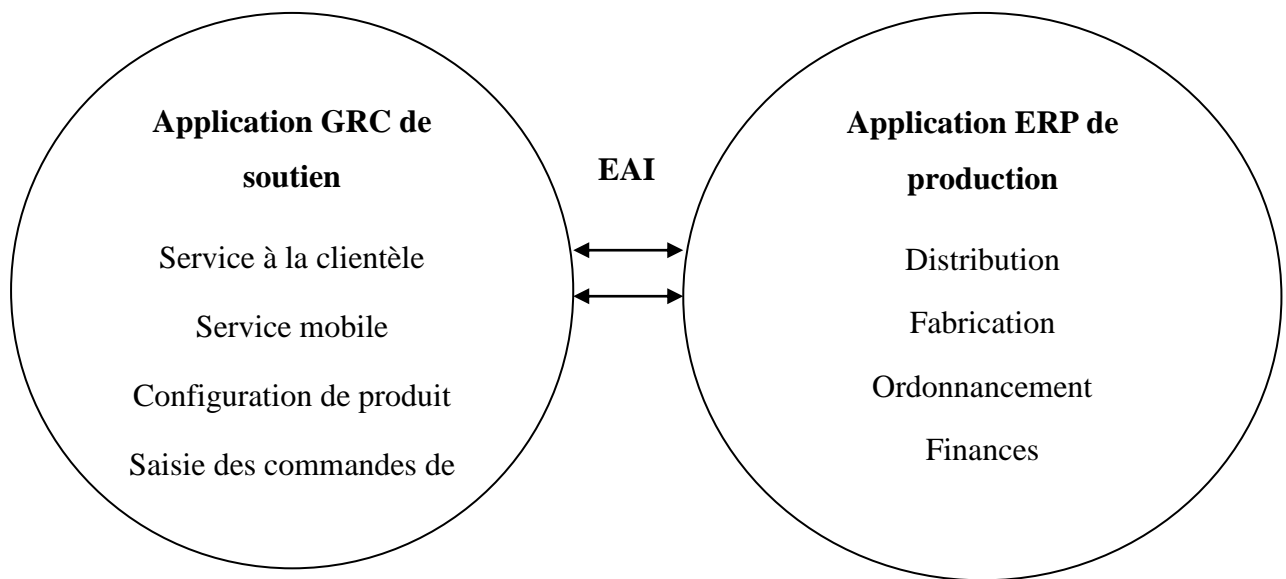 Application GRC de
soutien
Service à la clientèle
Service mobile
Configuration de produit
Saisie des commandes de
EAI
Application ERP de
production
Distribution
Fabrication
Ordonnancement
Finances